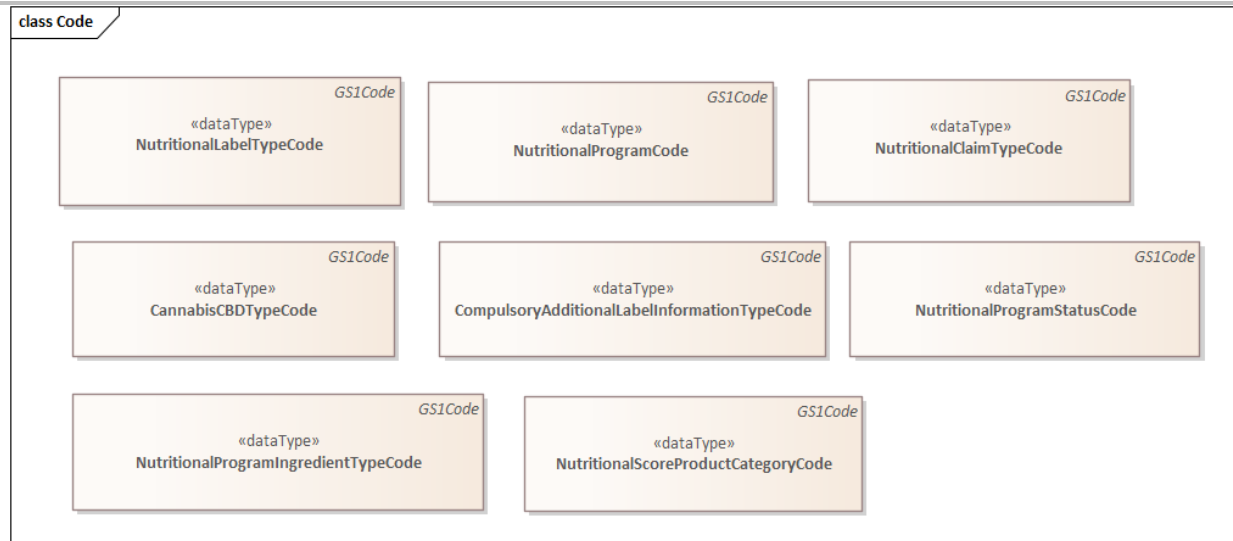 class Code
GS1Code
«dataType»
NutritionalLabelTypeCode
GS1Code
«dataType»
NutritionalProgramCode
GS1Code
«dataType»
NutritionalClaimTypeCode
GS1Code
«dataType»
CannabisCBDTypeCode
GS1Code
«dataType»
CompulsoryAdditionalLabelInformationTypeCode
GS1Code
«dataType»
NutritionalProgramStatusCode
GS1Code
«dataType»
NutritionalProgramIngredientTypeCode
GS1Code
«dataType»
NutritionalScoreProductCategoryCode